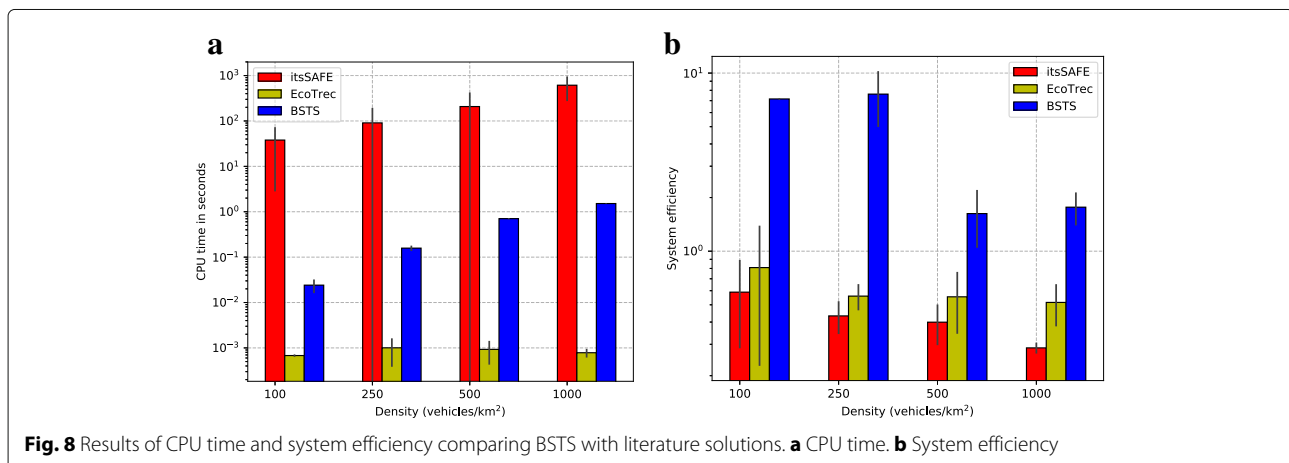 a
itsSAFE
EcoTrec
BSTS
CPU time in seconds
10³
10²
10¹
10⁰
10⁻¹
10⁻²
10⁻³
100
250
500
1000
Density (vehicles/km²)
b
itsSAFE
EcoTrec
BSTS
System efficiency
10¹
10⁰
100
250
500
1000
Density (vehicles/km²)
Fig. 8 Results of CPU time and system efficiency comparing BSTS with literature solutions. a CPU time. b System efficiency